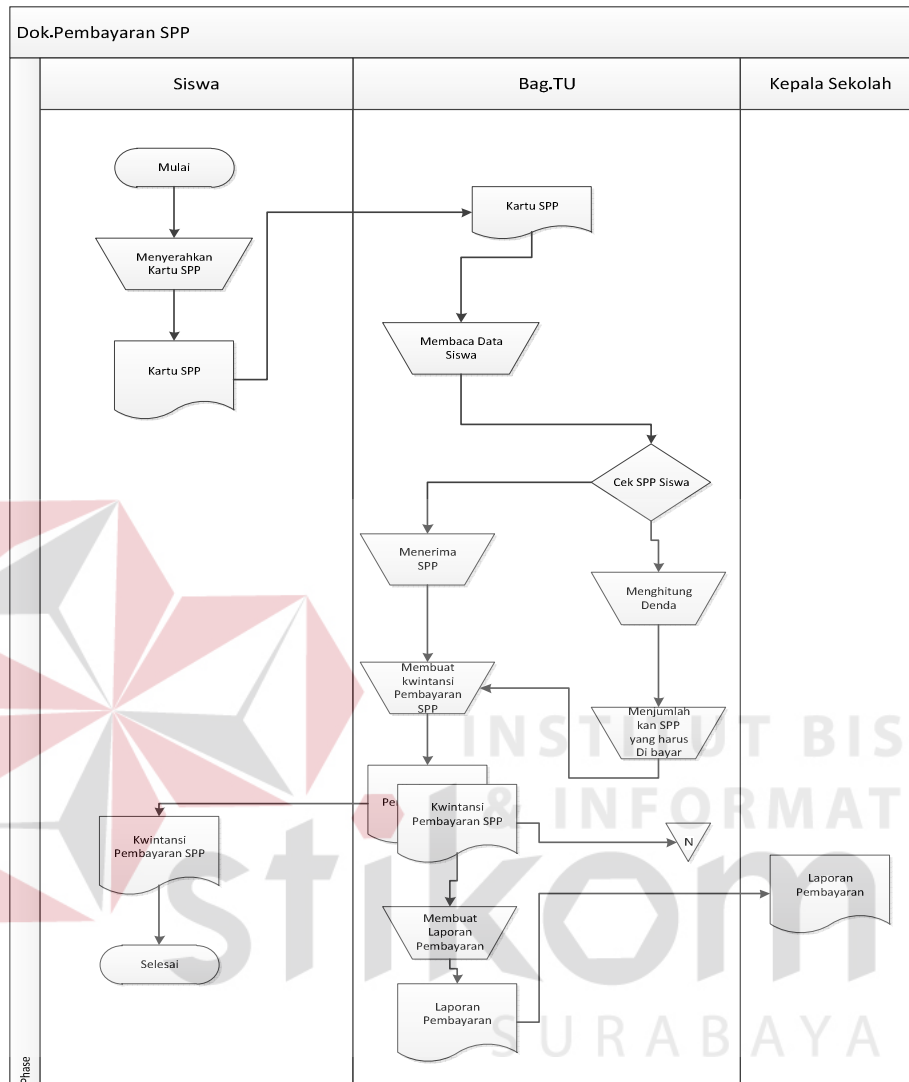 Dok.Pembayaran SPP
Siswa
Bag.TU
Kepala Sekolah
Mulai
Menyerahkan
Kartu SPP
Kartu SPP
Kartu SPP
Membaca Data
Siswa
Cek SPP Siswa
Menerima
SPP
Menghitung
Denda
Membuat
kwintansi
Pembayaran
SPP
Menjumlah
kan SPP
yang harus
Di bayar
Kwintansi
Pembayaran SPP
N
Kwintansi
Pembayaran SPP
Laporan
Pembayaran
Membuat
Laporan
Pembayaran
Selesai
Laporan
Pembayaran
Phase
INSTITUT BIS
& INFORMAT
stikom
SURABAYA